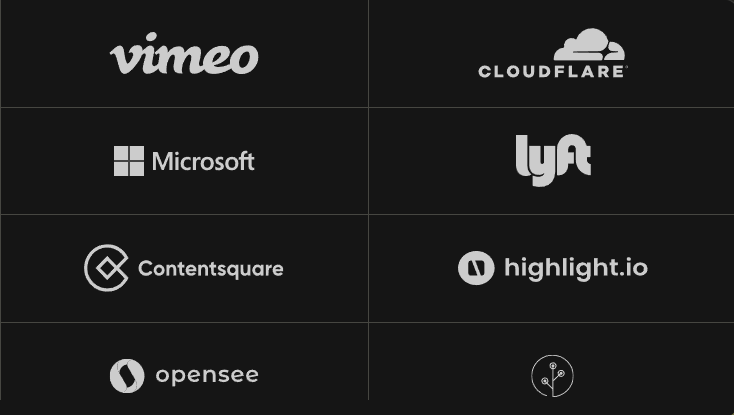 vimeo
CLOUDFLARE
Microsoft
lyft
Contentsquare
highlight.io
opensee